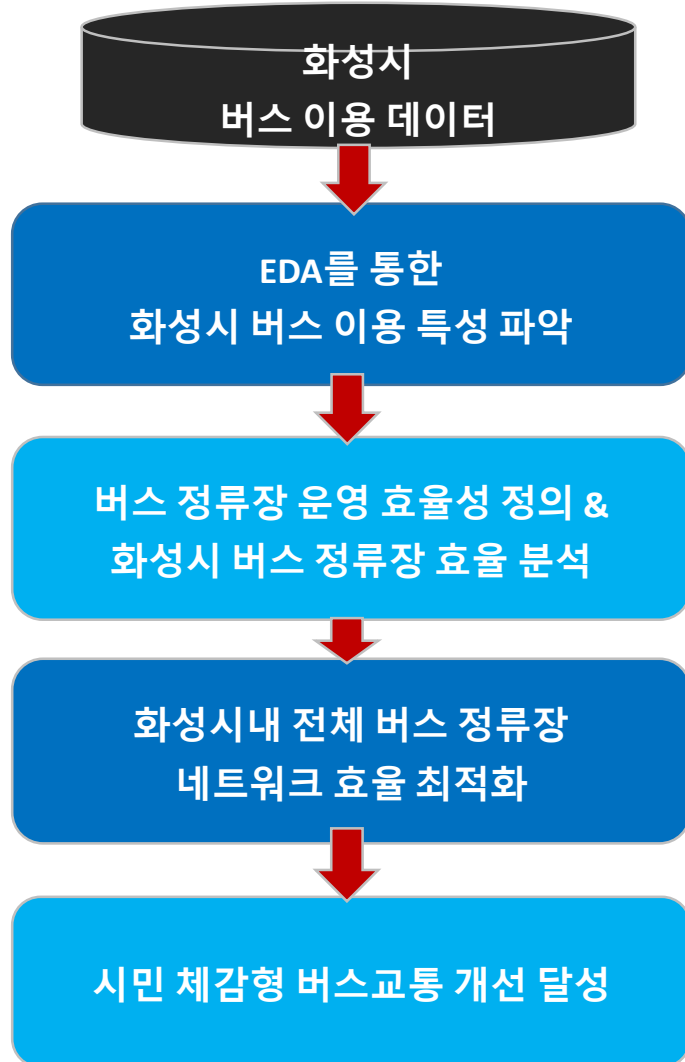 화성시
버스 이용 데이터
EDA를 통한
화성시 버스 이용 특성 파악
버스 정류장 운영 효율성 정의 &
화성시 버스 정류장 효율 분석
화성시내 전체 버스 정류장
네트워크 효율 최적화
시민 체감형 버스교통 개선 달성